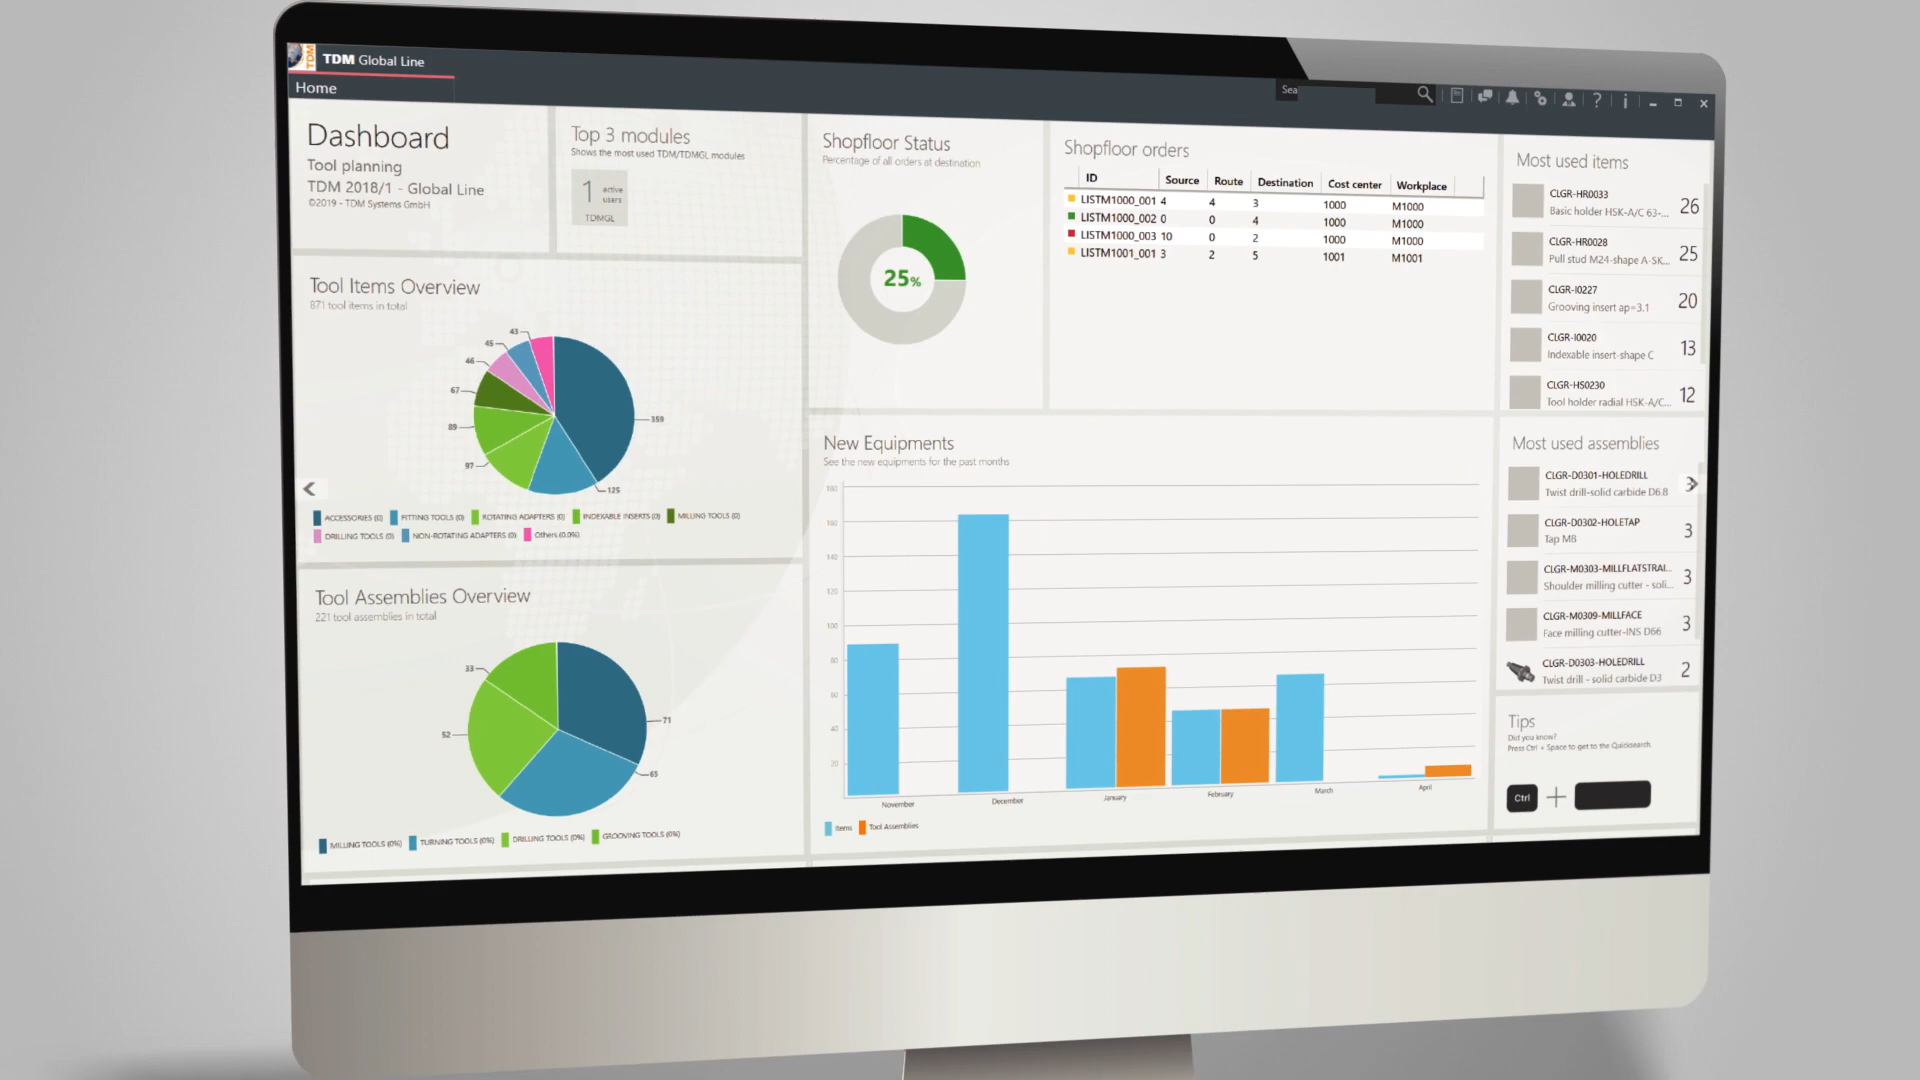 TDM
TDM Global Line
Home
Sea
Dashboard
Tool planning
TDM 2018/1 - Global Line
©2019 - TDM Systems GmbH
Top 3 modules
Shows the most used TDM/TDMGL modules
1 active users
TDMGL
Tool Items Overview
871 tool items in total
43
45
46
67
89
97
359
125
ACCESSORIES (0) FITTING TOOLS (0) ROTATING ADAPTERS (0) INDEXABLE INSERTS (0) MILLING TOOLS (0)
DRILLING TOOLS (0) NON-ROTATING ADAPTERS (0) Others (0.0%)
Tool Assemblies Overview
221 tool assemblies in total
33
52
71
65
MILLING TOOLS (0%) TURNING TOOLS (0%) DRILLING TOOLS (0%) GROOVING TOOLS (0%)
Shopfloor Status
Percentage of all orders at destination
25%
Shopfloor orders
ID Source Route Destination Cost center Workplace
LISTM1000_001 4 4 3 1000 M1000
LISTM1000_002 0 0 4 1000 M1000
LISTM1000_003 10 0 2 1000 M1000
LISTM1001_001 3 2 5 1001 M1001
New Equipments
See the new equipments for the past months
180
160
140
120
100
80
60
40
20
November December January February March April
Items Tool Assemblies
Most used items
CLGR-HR0033
Basic holder HSK-A/C 63-... 26
CLGR-HR0028
Pull stud M24-shape A-SK... 25
CLGR-I0227
Grooving insert ap=3.1 20
CLGR-I0020
Indexable insert-shape C 13
CLGR-HS0230
Tool holder radial HSK-A/C... 12
Most used assemblies
CLGR-D0301-HOLEDRILL
Twist drill-solid carbide D6.8 3
CLGR-D0302-HOLETAP
Tap M8 3
CLGR-M0303-MILLFLATSTRAI...
Shoulder milling cutter - soli... 3
CLGR-M0309-MILLFACE
Face milling cutter-INS D66 3
CLGR-D0303-HOLEDRILL
Twist drill - solid carbide D3 2
Tips
Did you know?
Press Ctrl + Space to get to the Quicksearch.
Ctrl +